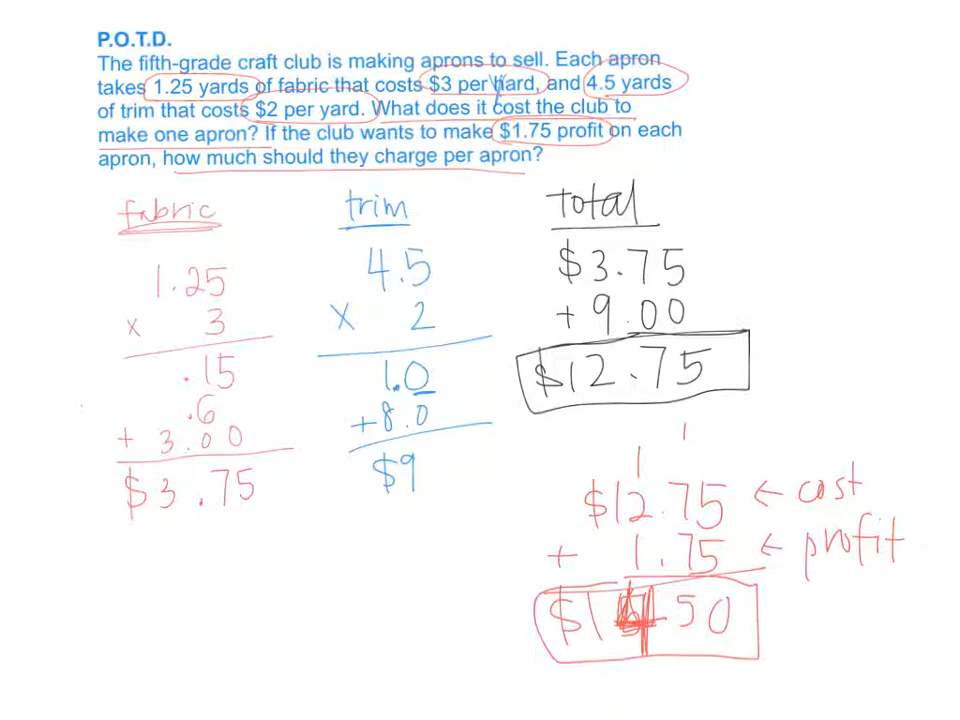 P.O.T.D.
The fifth-grade craft club is making aprons to sell. Each apron
takes 1.25 yards of fabric that costs $3 per yard, and 4.5 yards
of trim that costs $2 per yard. What does it cost the club to
make one apron? If the club wants to make $1.75 profit on each
apron, how much should they charge per apron?
fabric
1.25
x 3
.15
.6
+ 3.00
$3.75
trim
4.5
x 2
1.0
+8.0
$9
total
$3.75
+ 9.00
$12.75
1 1
$12.75 ← cost
+ 1.75 ← profit
$14.50